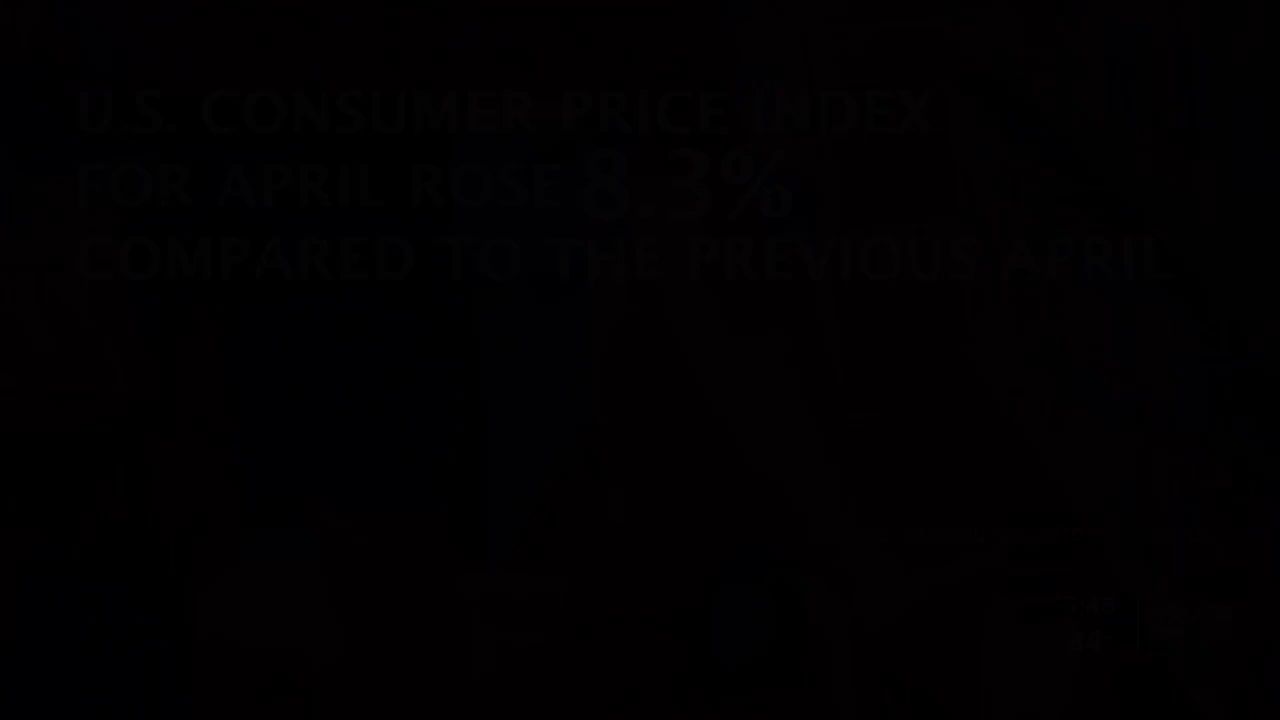 U.S. CONSUMER PRICE INDEX
FOR APRIL ROSE 8.3%
COMPARED TO THE PREVIOUS APRIL